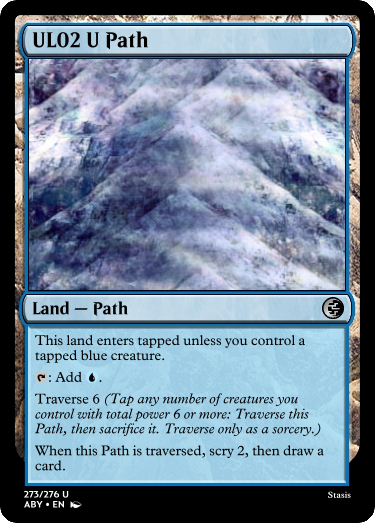 UL02 U Path
Land — Path
This land enters tapped unless you control a
tapped blue creature.
: Add .
Traverse 6 (Tap any number of creatures you
control with total power 6 or more: Traverse this
Path, then sacrifice it. Traverse only as a sorcery.)
When this Path is traversed, scry 2, then draw a
card.
273/276 U
ABY • EN
Stasis